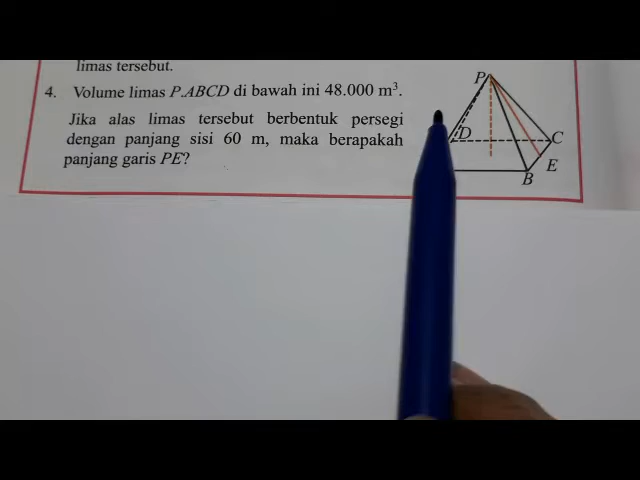 limas tersebut.
4. Volume limas P.ABCD di bawah ini 48.000 m³.
Jika alas limas tersebut berbentuk persegi
dengan panjang sisi 60 m, maka berapakah
panjang garis PE?
P
D
C
E
B